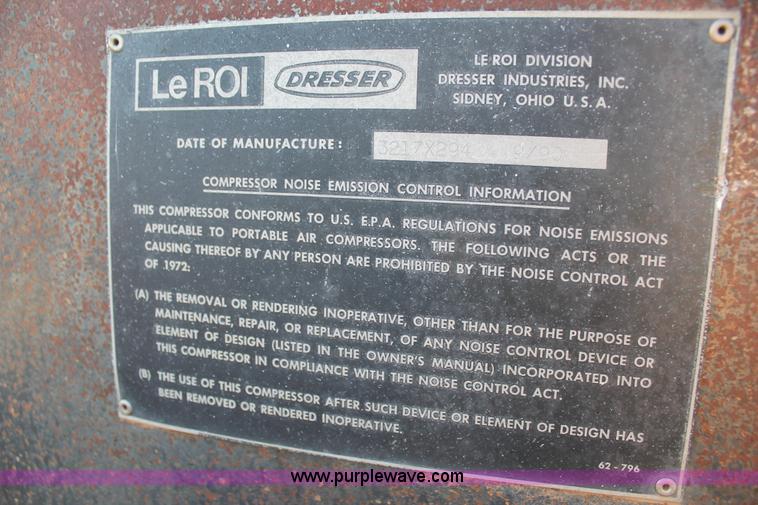 Le ROI
DRESSER
LE ROI DIVISION
DRESSER INDUSTRIES, INC.
SIDNEY, OHIO U.S.A.
DATE OF MANUFACTURE: 3217X294 9/90
COMPRESSOR NOISE EMISSION CONTROL INFORMATION
THIS COMPRESSOR CONFORMS TO U.S. E.P.A. REGULATIONS FOR NOISE EMISSIONS
APPLICABLE TO PORTABLE AIR COMPRESSORS. THE FOLLOWING ACTS OR THE
CAUSING THEREOF BY ANY PERSON ARE PROHIBITED BY THE NOISE CONTROL ACT
OF 1972:
(A) THE REMOVAL OR RENDERING INOPERATIVE, OTHER THAN FOR THE PURPOSE OF
MAINTENANCE, REPAIR, OR REPLACEMENT, OF ANY NOISE CONTROL DEVICE OR
ELEMENT OF DESIGN (LISTED IN THE OWNER'S MANUAL) INCORPORATED INTO
THIS COMPRESSOR IN COMPLIANCE WITH THE NOISE CONTROL ACT.
(B) THE USE OF THIS COMPRESSOR AFTER SUCH DEVICE OR ELEMENT OF DESIGN HAS
BEEN REMOVED OR RENDERED INOPERATIVE.
62-796
www.purplewave.com